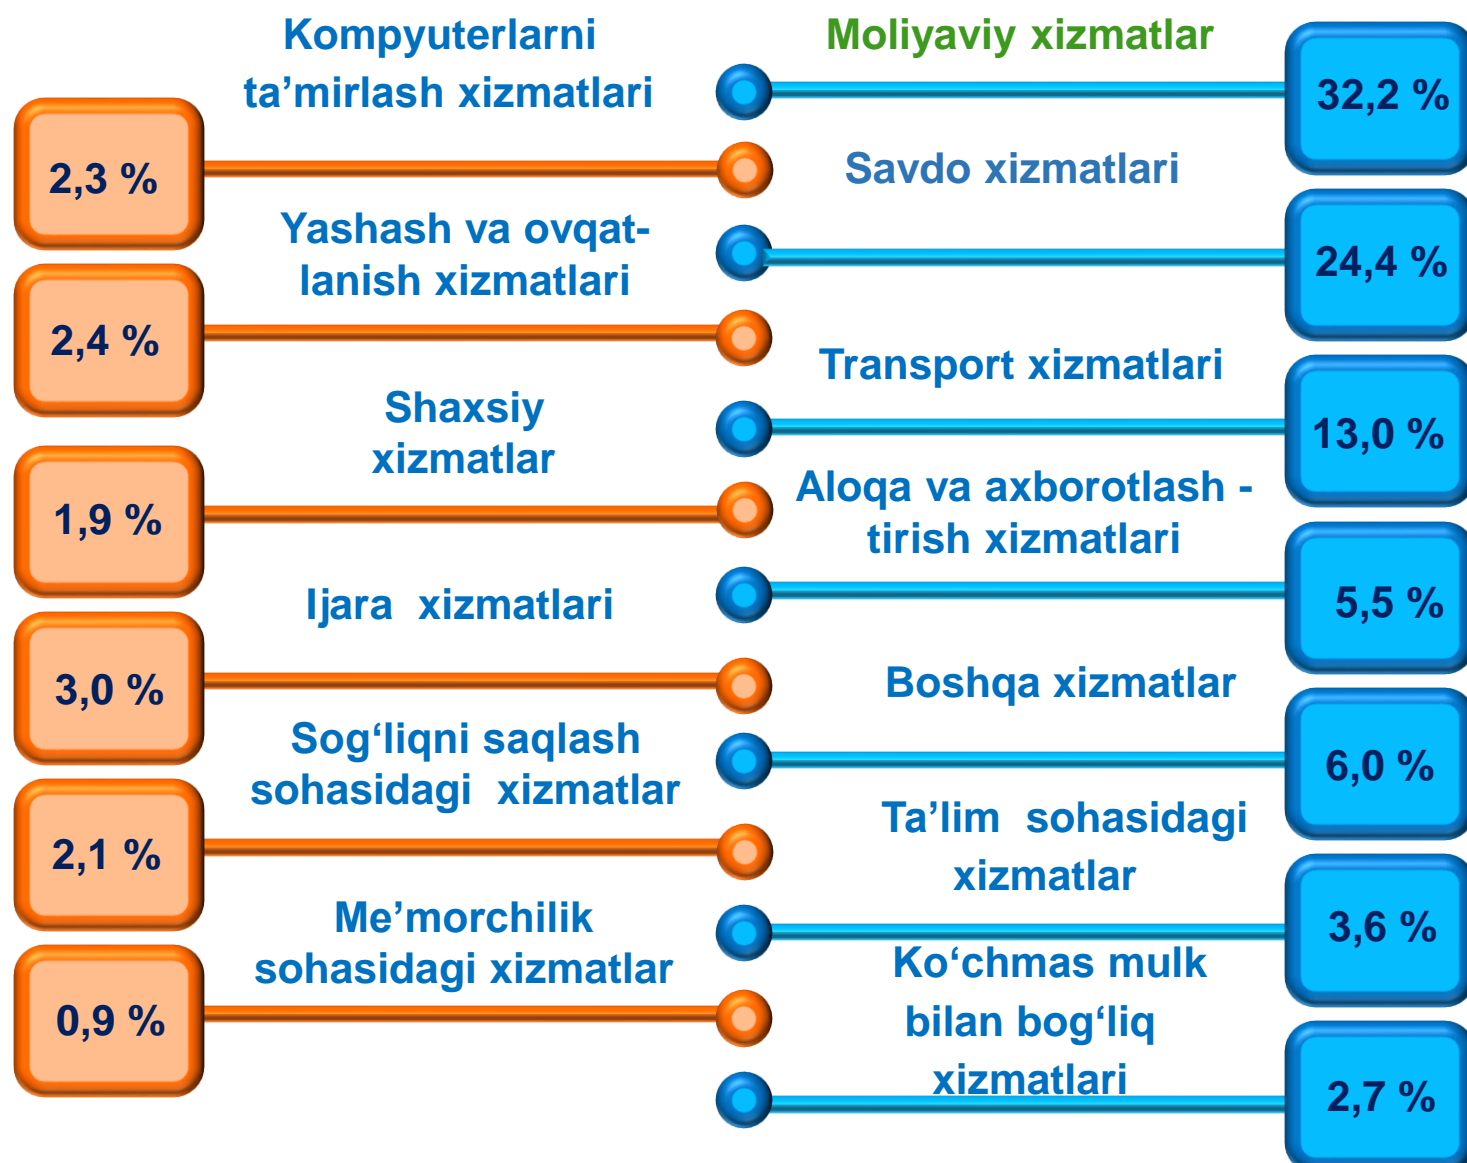 Kompyuterlarni
ta’mirlash xizmatlari
2,3 %
Yashash va ovqat-
lanish xizmatlari
2,4 %
Shaxsiy
xizmatlar
1,9 %
Ijara  xizmatlari
3,0 %
Sog‘liqni saqlash
sohasidagi  xizmatlar
2,1 %
Me’morchilik
sohasidagi xizmatlar
0,9 %
Moliyaviy xizmatlar
32,2 %
Savdo xizmatlari
24,4 %
Transport xizmatlari
13,0 %
Aloqa va axborotlash -
tirish xizmatlari
5,5 %
Boshqa xizmatlar
6,0 %
Ta’lim  sohasidagi
xizmatlar
3,6 %
Ko‘chmas mulk
bilan bog‘liq
xizmatlari
2,7 %